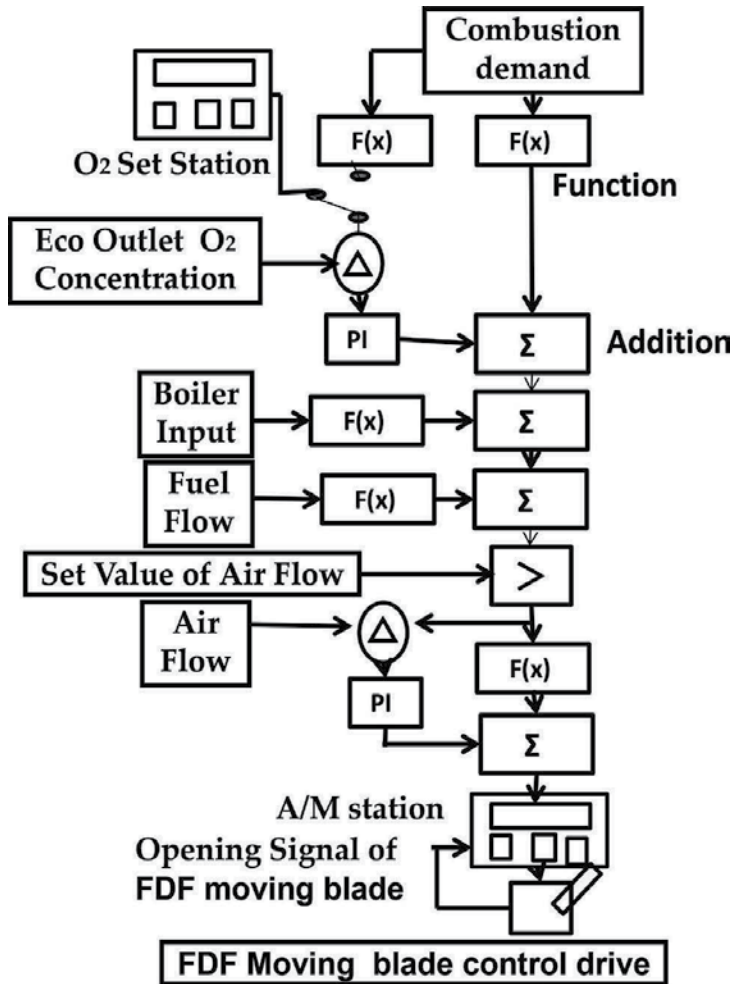 Combustion
demand
F(x)
F(x)
O₂ Set Station
Function
Eco Outlet O₂
Concentration
Δ
PI
Σ
Addition
Boiler
Input
F(x)
Σ
Fuel
Flow
F(x)
Σ
Set Value of Air Flow
>
Air
Flow
Δ
F(x)
PI
Σ
A/M station
Opening Signal of
FDF moving blade
FDF Moving blade control drive